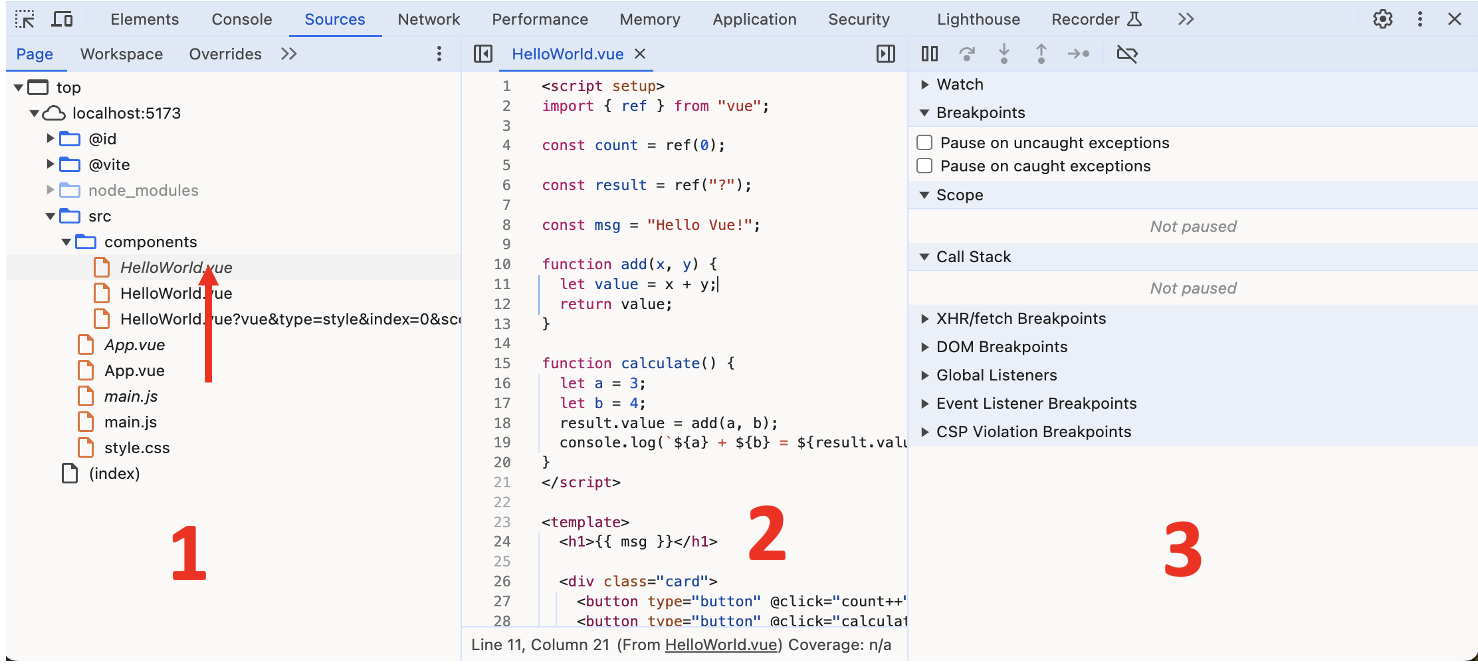 Elements Console Sources Network Performance Memory Application Security Lighthouse Recorder
Page Workspace Overrides
top
localhost:5173
@id
@vite
node_modules
src
components
HelloWorld.vue
HelloWorld.vue
HelloWorld.vue?vue&type=style&index=0&sc
App.vue
App.vue
main.js
main.js
style.css
(index)
1
HelloWorld.vue
1 <script setup>
2 import { ref } from "vue";
3
4 const count = ref(0);
5
6 const result = ref("?");
7
8 const msg = "Hello Vue!";
9
10 function add(x, y) {
11 let value = x + y;
12 return value;
13 }
14
15 function calculate() {
16 let a = 3;
17 let b = 4;
18 result.value = add(a, b);
19 console.log(`${a} + ${b} = ${result.valu
20 }
21 </script>
22
23 <template>
24 <h1>{{ msg }}</h1>
25
26 <div class="card">
27 <button type="button" @click="count++"
28 <button type="button" @click="calculat
2
Line 11, Column 21 (From HelloWorld.vue) Coverage: n/a
Watch
Breakpoints
Pause on uncaught exceptions
Pause on caught exceptions
Scope
Not paused
Call Stack
Not paused
XHR/fetch Breakpoints
DOM Breakpoints
Global Listeners
Event Listener Breakpoints
CSP Violation Breakpoints
3